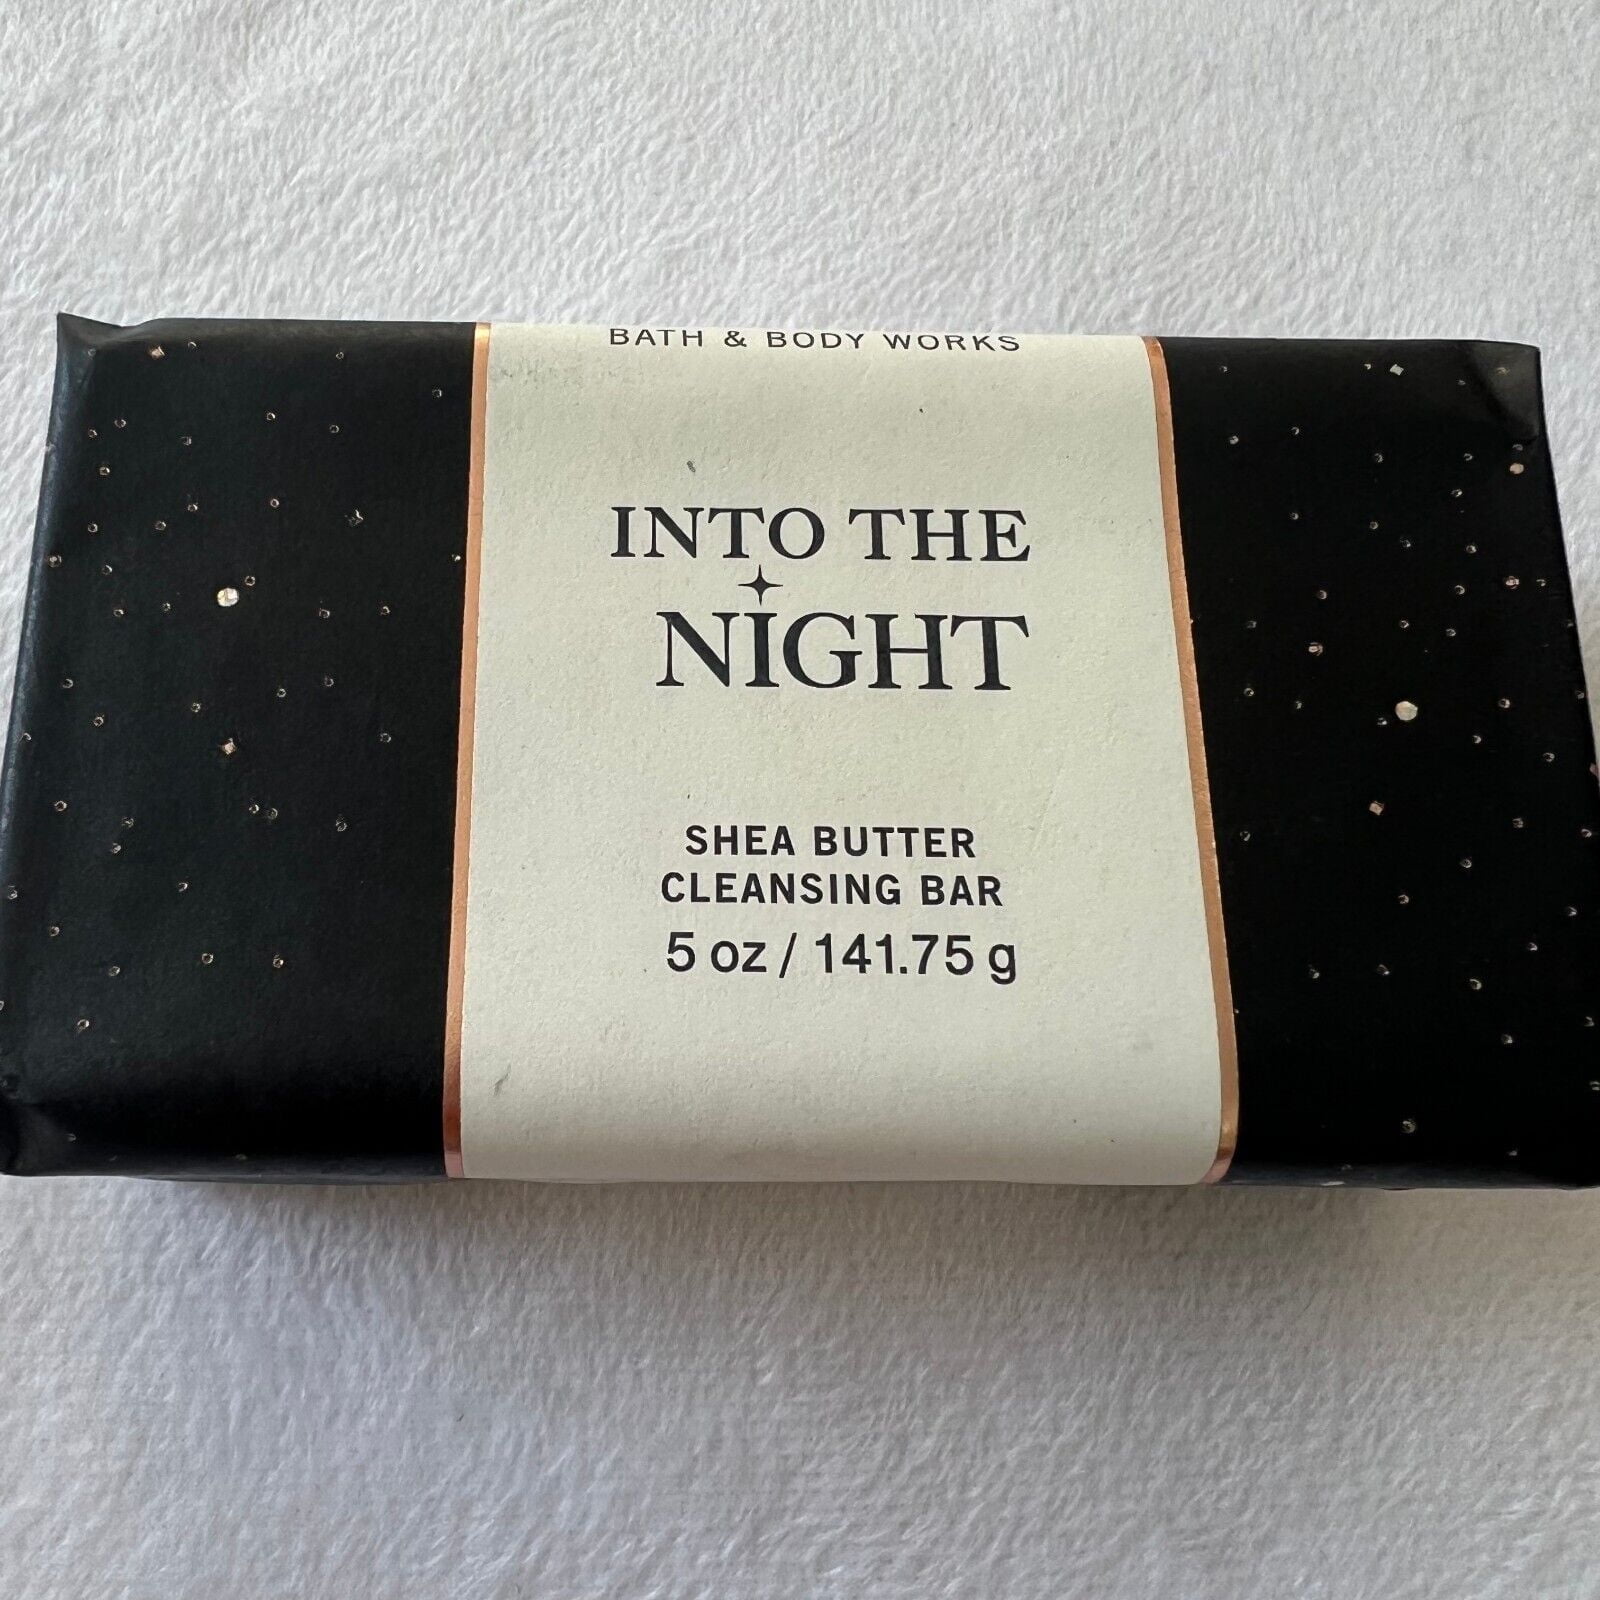 BATH & BODY WORKS
INTO THE
NIGHT
SHEA BUTTER
CLEANSING BAR
5 oz / 141.75 g